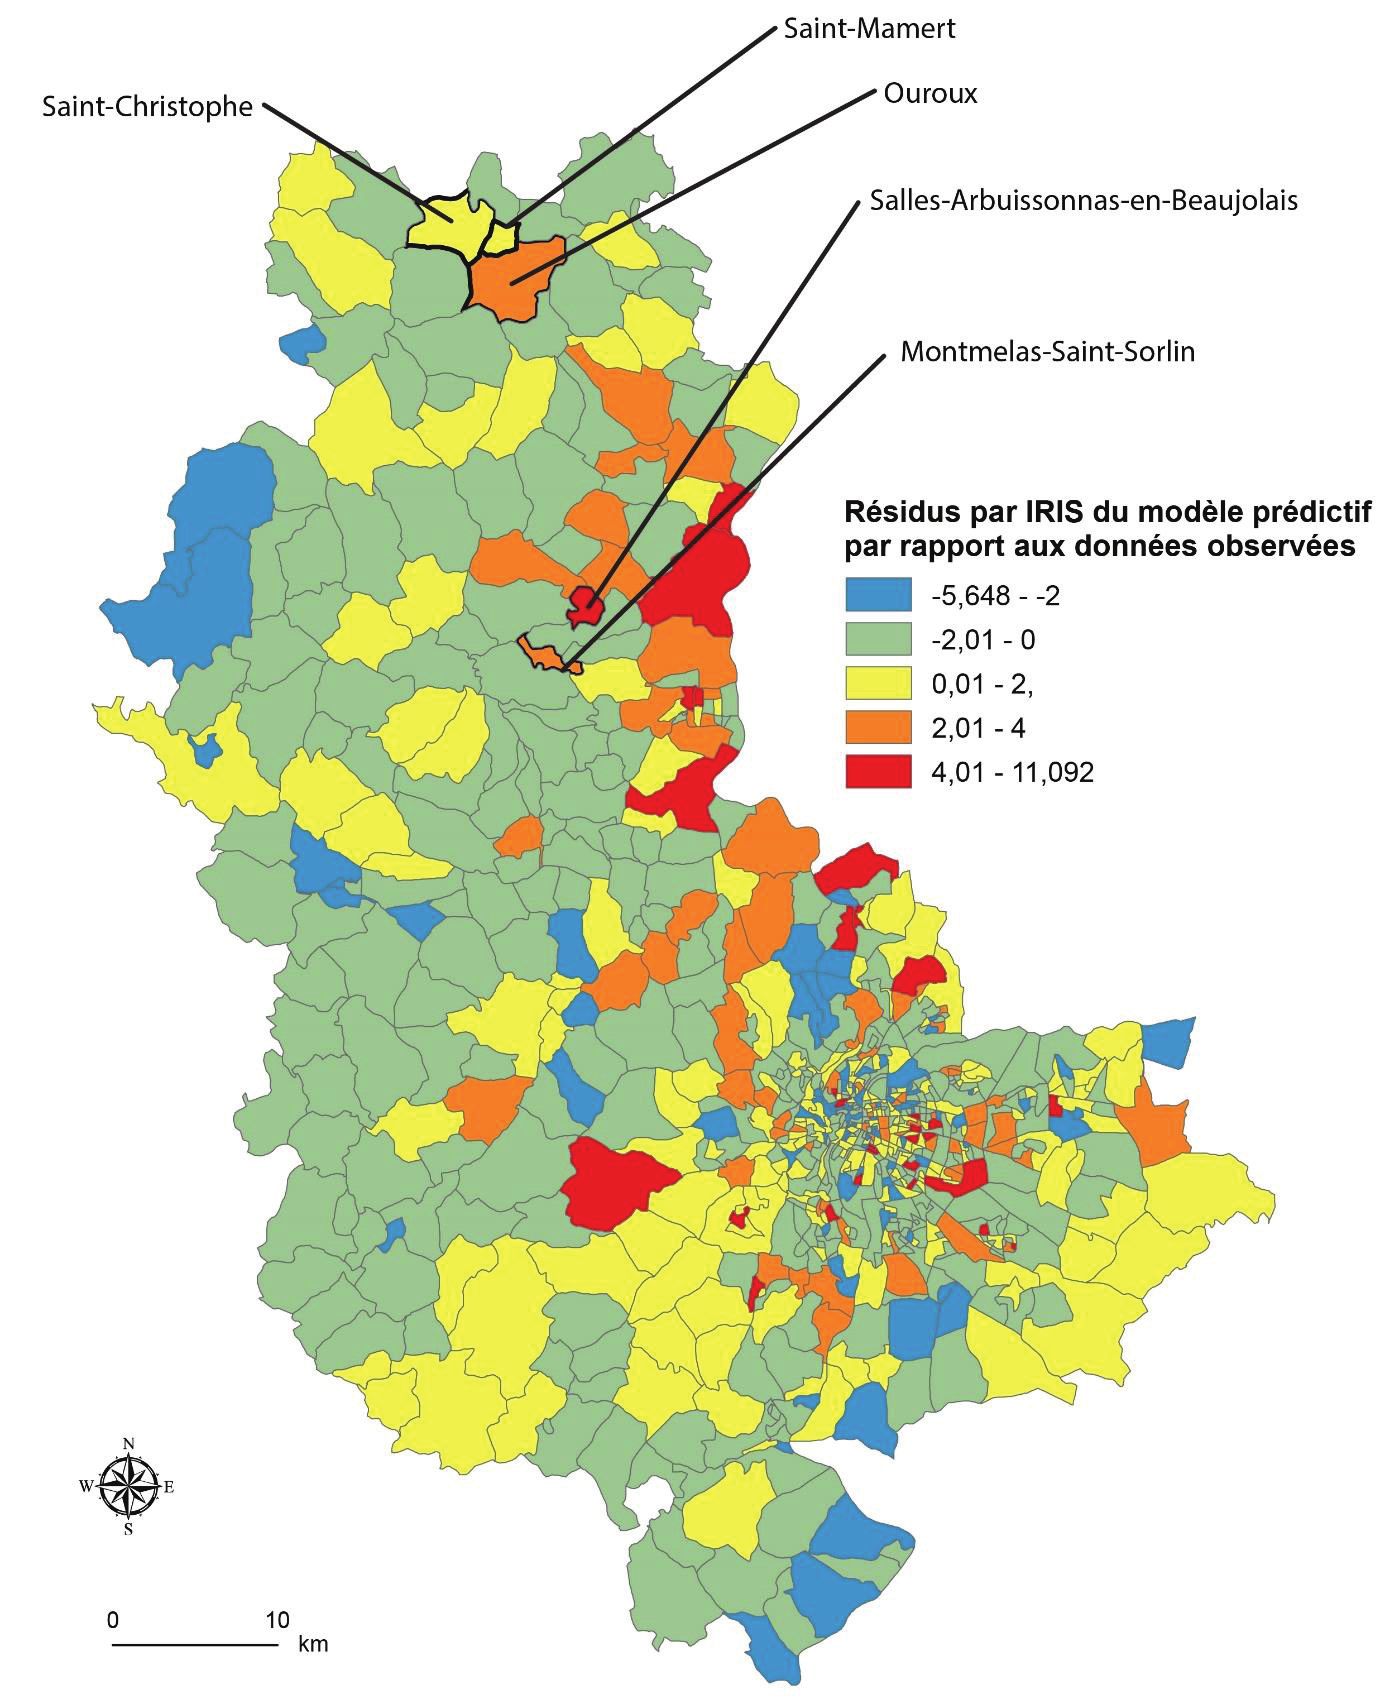 Saint-Mamert
Saint-Christophe
Ouroux
Salles-Arbuissonnas-en-Beaujolais
Montmelas-Saint-Sorlin
Résidus par IRIS du modèle prédictif
par rapport aux données observées
-5,648 - -2
-2,01 - 0
0,01 - 2,
2,01 - 4
4,01 - 11,092
N
W E
S
0 10
km